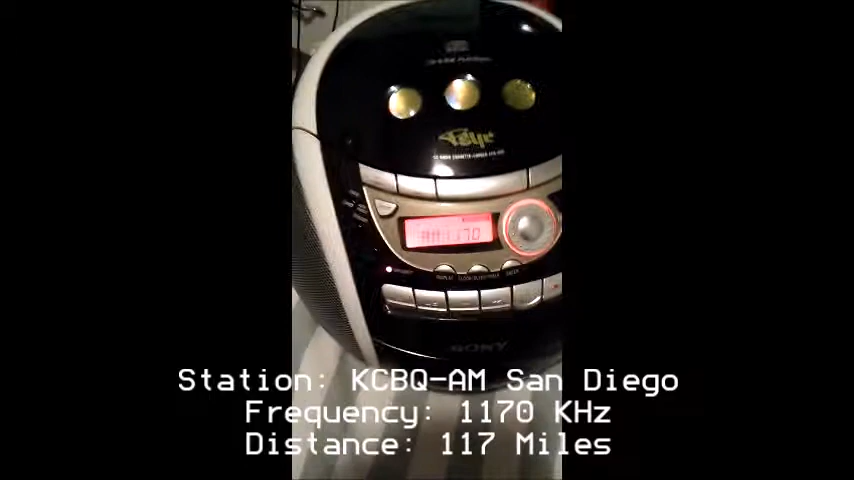 AM 1170
SONY
Station: KCBQ-AM San Diego
Frequency: 1170 KHz
Distance: 117 Miles